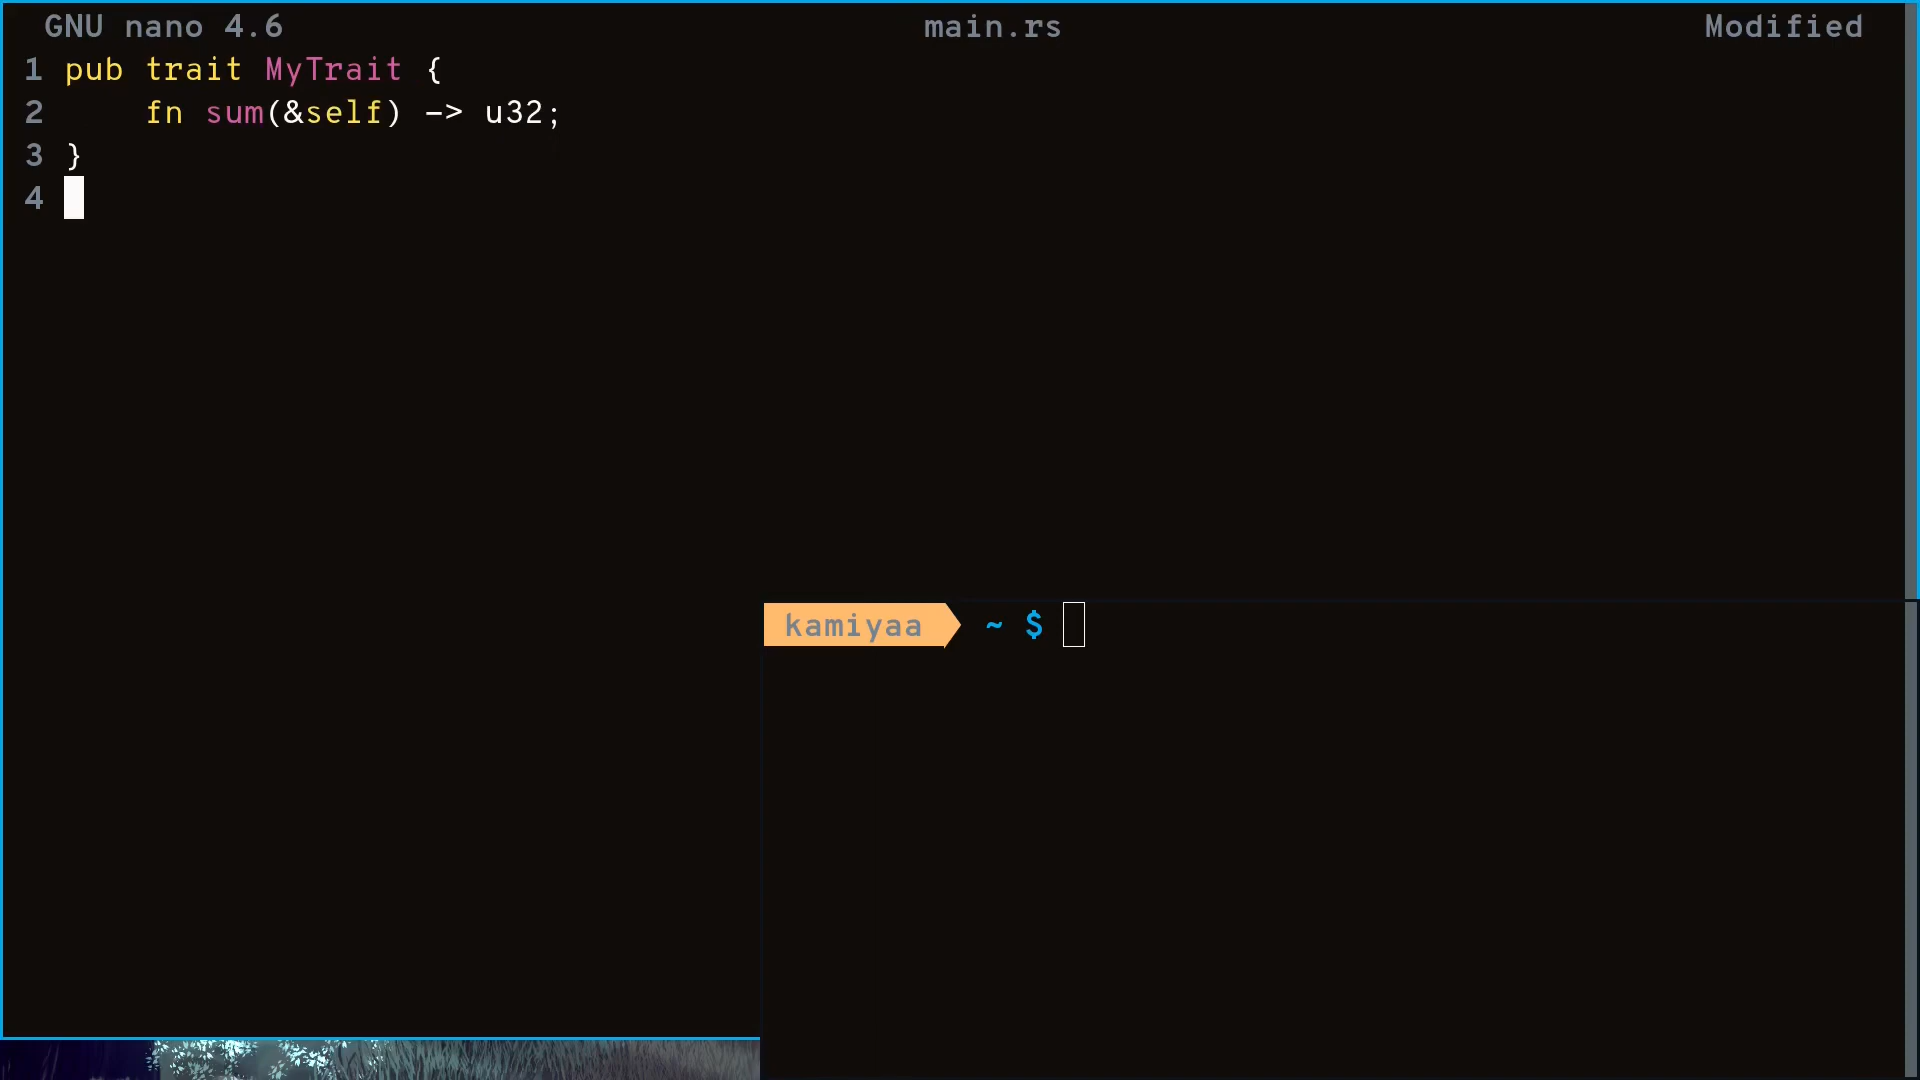 GNU nano 4.6 main.rs Modified
1 pub trait MyTrait {
2     fn sum(&self) -> u32;
3 }
4
kamiyaa ~ $